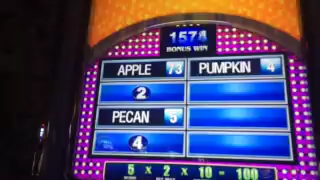 1574
BONUS WIN
APPLE 73 PUMPKIN 4
2
PECAN 5
4
5 X 2 X 10 = 100